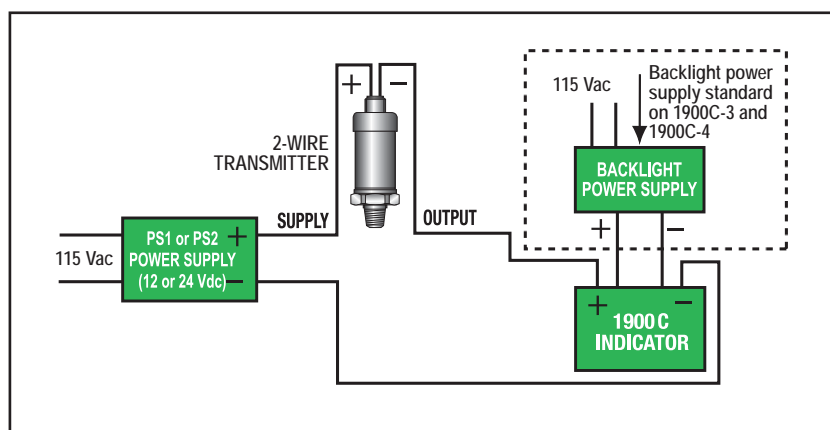 + −
2-WIRE
TRANSMITTER
SUPPLY
OUTPUT
115 Vac
PS1 or PS2 +
POWER SUPPLY
(12 or 24 Vdc) −
115 Vac
Backlight power
supply standard
on 1900C-3 and
1900C-4
BACKLIGHT
POWER SUPPLY
+ −
+ −
1900 C
INDICATOR